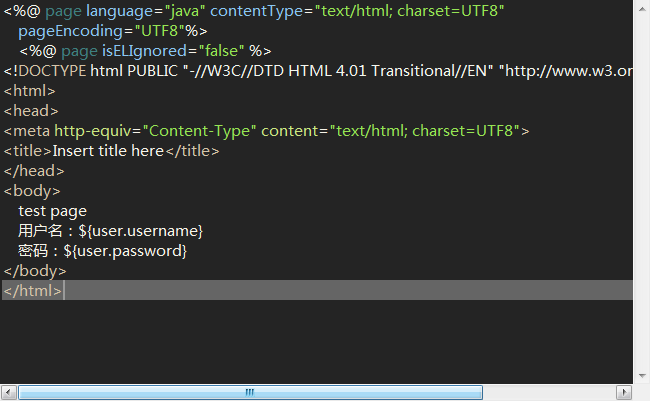 <%@ page language="java" contentType="text/html; charset=UTF8"
    pageEncoding="UTF8"%>
    <%@ page isELIgnored="false" %>
<!DOCTYPE html PUBLIC "-//W3C//DTD HTML 4.01 Transitional//EN" "http://www.w3.or
<html>
<head>
<meta http-equiv="Content-Type" content="text/html; charset=UTF8">
<title>Insert title here</title>
</head>
<body>
    test page
    用户名：${user.username}
    密码：${user.password}
</body>
</html>